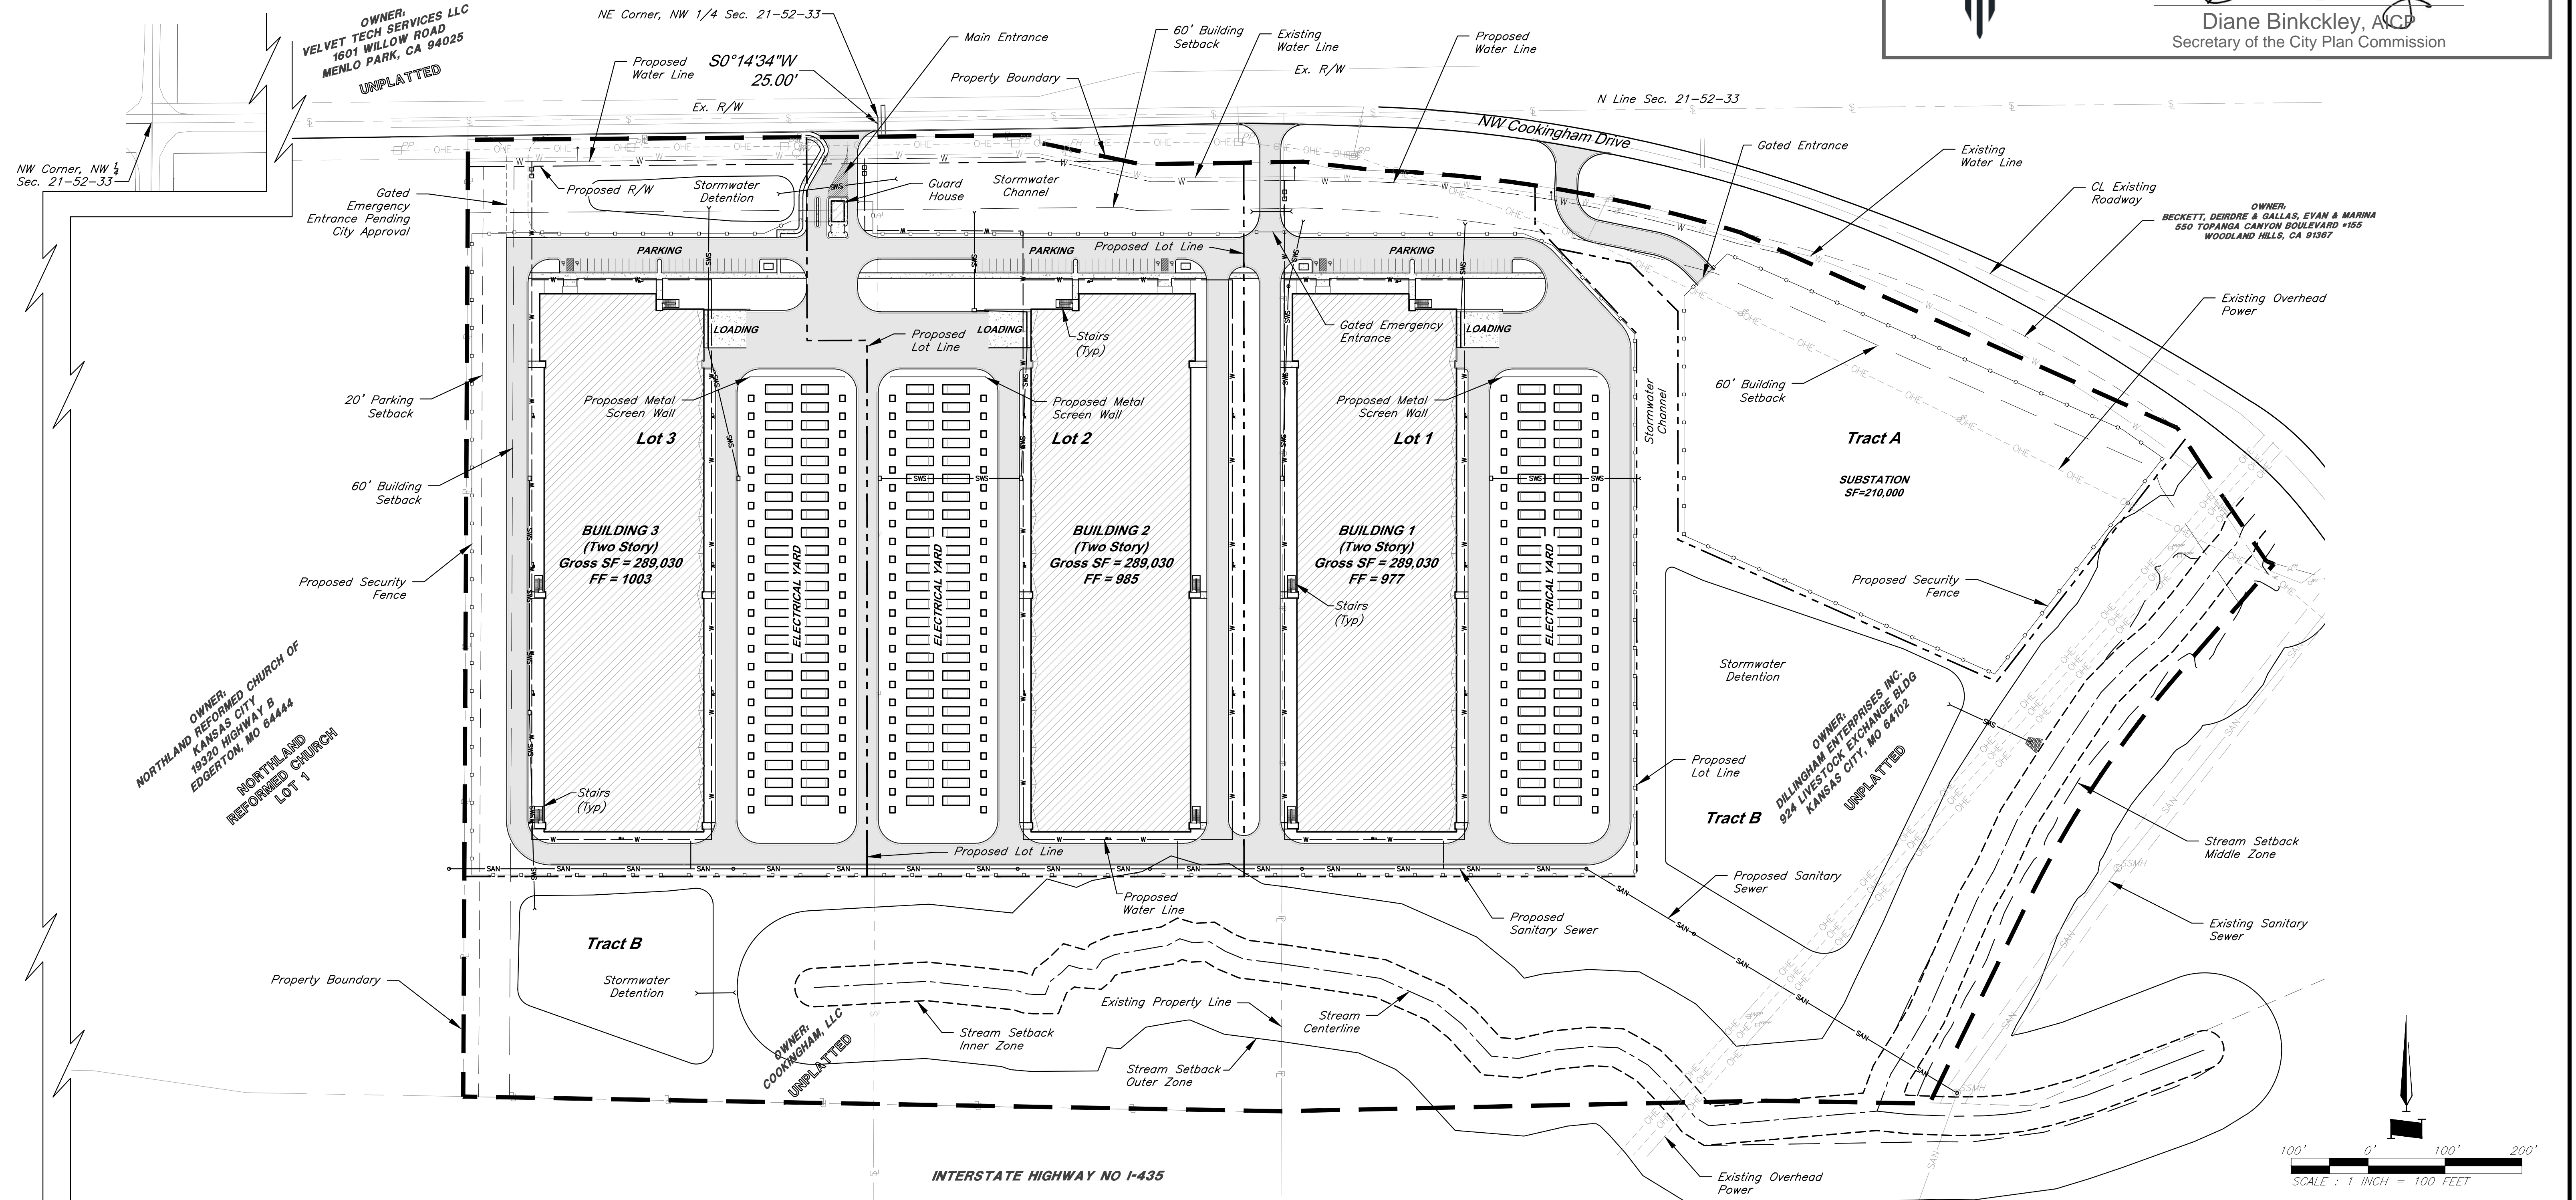 Diane Binkckley, AICP
Secretary of the City Plan Commission
OWNER:
VELVET TECH SERVICES LLC
1601 WILLOW ROAD
MENLO PARK, CA 94025
UNPLATTED
NE Corner, NW 1/4 Sec. 21-52-33
Proposed
Water Line
S0°14'34"W
25.00'
Main Entrance
Property Boundary
60' Building
Setback
Existing
Water Line
Proposed
Water Line
Ex. R/W
Ex. R/W
N Line Sec. 21-52-33
NW Cookingham Drive
Gated Entrance
Existing
Water Line
CL Existing
Roadway
OWNER:
BECKETT, DEIRDRE & GALLAS, EVAN & MARINA
550 TOPANGA CANYON BOULEVARD #155
WOODLAND HILLS, CA 91367
NW Corner, NW 1/4
Sec. 21-52-33
Gated
Emergency
Entrance Pending
City Approval
Proposed R/W
Stormwater
Detention
Guard
House
Stormwater
Channel
PARKING
PARKING
Proposed Lot Line
PARKING
LOADING
Proposed
Lot Line
LOADING
Stairs
(Typ)
Gated Emergency
Entrance
LOADING
Existing Overhead
Power
20' Parking
Setback
Proposed Metal
Screen Wall
Proposed Metal
Screen Wall
Proposed Metal
Screen Wall
Stormwater
Channel
60' Building
Setback
Lot 3
Lot 2
Lot 1
Tract A
SUBSTATION
SF=210,000
60' Building
Setback
BUILDING 3
(Two Story)
Gross SF = 289,030
FF = 1003
ELECTRICAL YARD
ELECTRICAL YARD
BUILDING 2
(Two Story)
Gross SF = 289,030
FF = 985
BUILDING 1
(Two Story)
Gross SF = 289,030
FF = 977
ELECTRICAL YARD
Proposed Security
Fence
Stairs
(Typ)
Proposed Security
Fence
OWNER:
NORTHLAND REFORMED CHURCH OF
KANSAS CITY
19320 HIGHWAY B
EDGERTON, MO 64444
NORTHLAND
REFORMED CHURCH
LOT 1
Stormwater
Detention
OWNER:
DILLINGHAM ENTERPRISES INC.
924 LIVESTOCK EXCHANGE BLDG
KANSAS CITY, MO 64102
UNPLATTED
Proposed
Lot Line
Tract B
Stairs
(Typ)
Proposed Lot Line
Stream Setback
Middle Zone
SSMH
Proposed
Water Line
Proposed
Sanitary Sewer
Proposed Sanitary
Sewer
Existing Sanitary
Sewer
Tract B
Stormwater
Detention
Property Boundary
Existing Property Line
Stream
Centerline
Stream Setback
Inner Zone
Stream Setback
Outer Zone
OWNER:
COOKINGHAM, LLC
UNPLATTED
SSMH
INTERSTATE HIGHWAY NO I-435
Existing Overhead
Power
100' 0' 100' 200'
SCALE : 1 INCH = 100 FEET